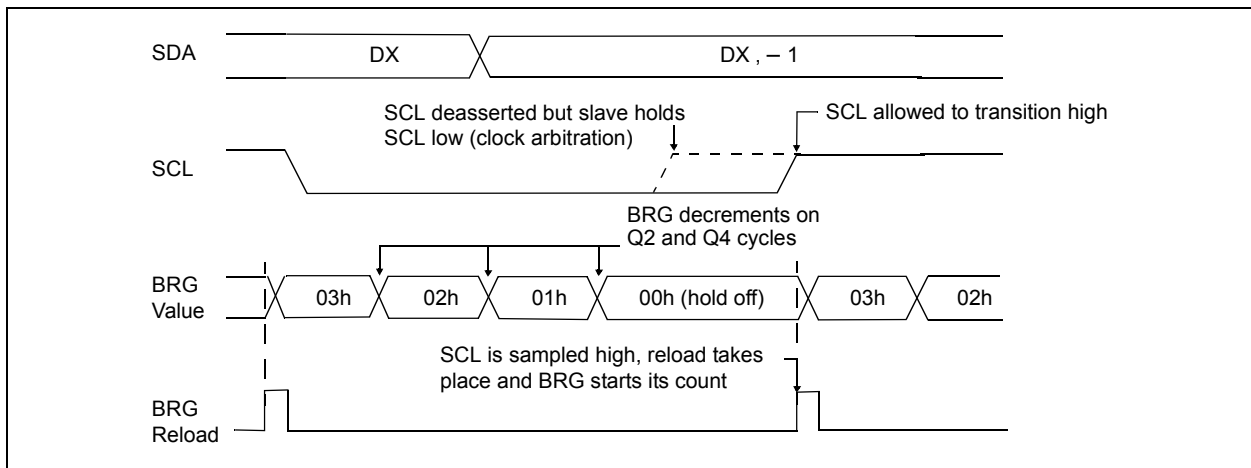 SDA
DX
DX , – 1
SCL deasserted but slave holds
SCL low (clock arbitration)
SCL allowed to transition high
SCL
BRG decrements on
Q2 and Q4 cycles
BRG
Value
03h
02h
01h
00h (hold off)
03h
02h
SCL is sampled high, reload takes
place and BRG starts its count
BRG
Reload